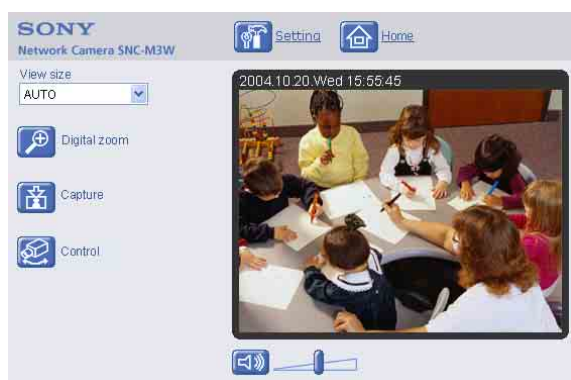 SONY
Network Camera SNC-M3W
Setting
Home
View size
AUTO
2004.10.20.Wed 15:55:45
Digital zoom
Capture
Control